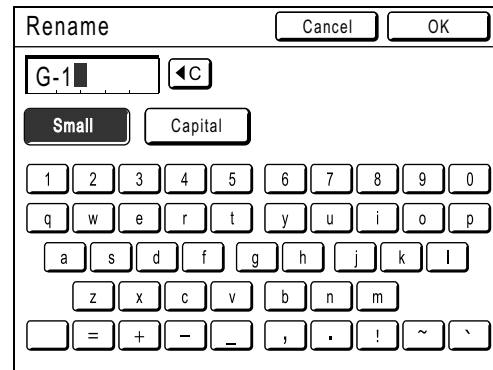 Rename Cancel OK
G-1 ◀C
Small Capital
1 2 3 4 5 6 7 8 9 0
q w e r t y u i o p
a s d f g h j k l
z x c v b n m
= + - _ , . ! ~ `